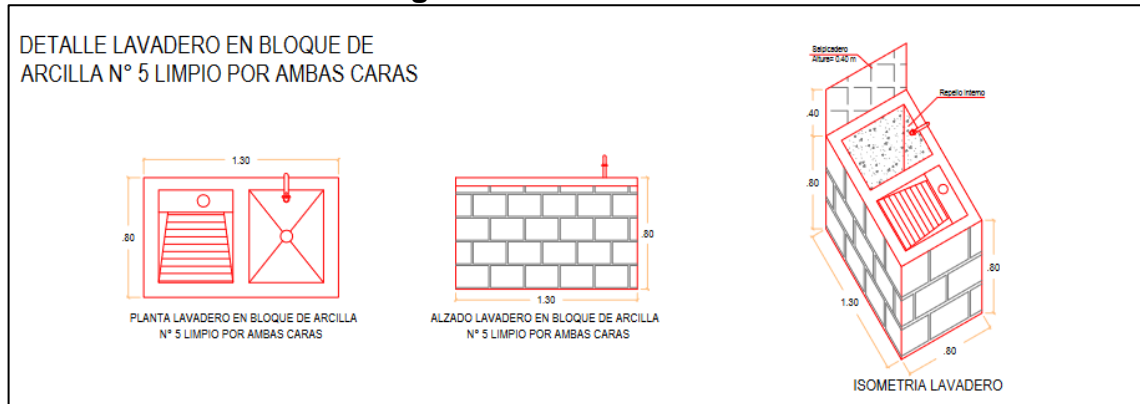 DETALLE LAVADERO EN BLOQUE DE
ARCILLA N° 5 LIMPIO POR AMBAS CARAS
1.30
.80
PLANTA LAVADERO EN BLOQUE DE ARCILLA
N° 5 LIMPIO POR AMBAS CARAS
.80
1.30
ALZADO LAVADERO EN BLOQUE DE ARCILLA
N° 5 LIMPIO POR AMBAS CARAS
Salpicadero
Altura= 0.40 m
Repello Interno
.40
.80
.80
1.30
.80
ISOMETRIA LAVADERO